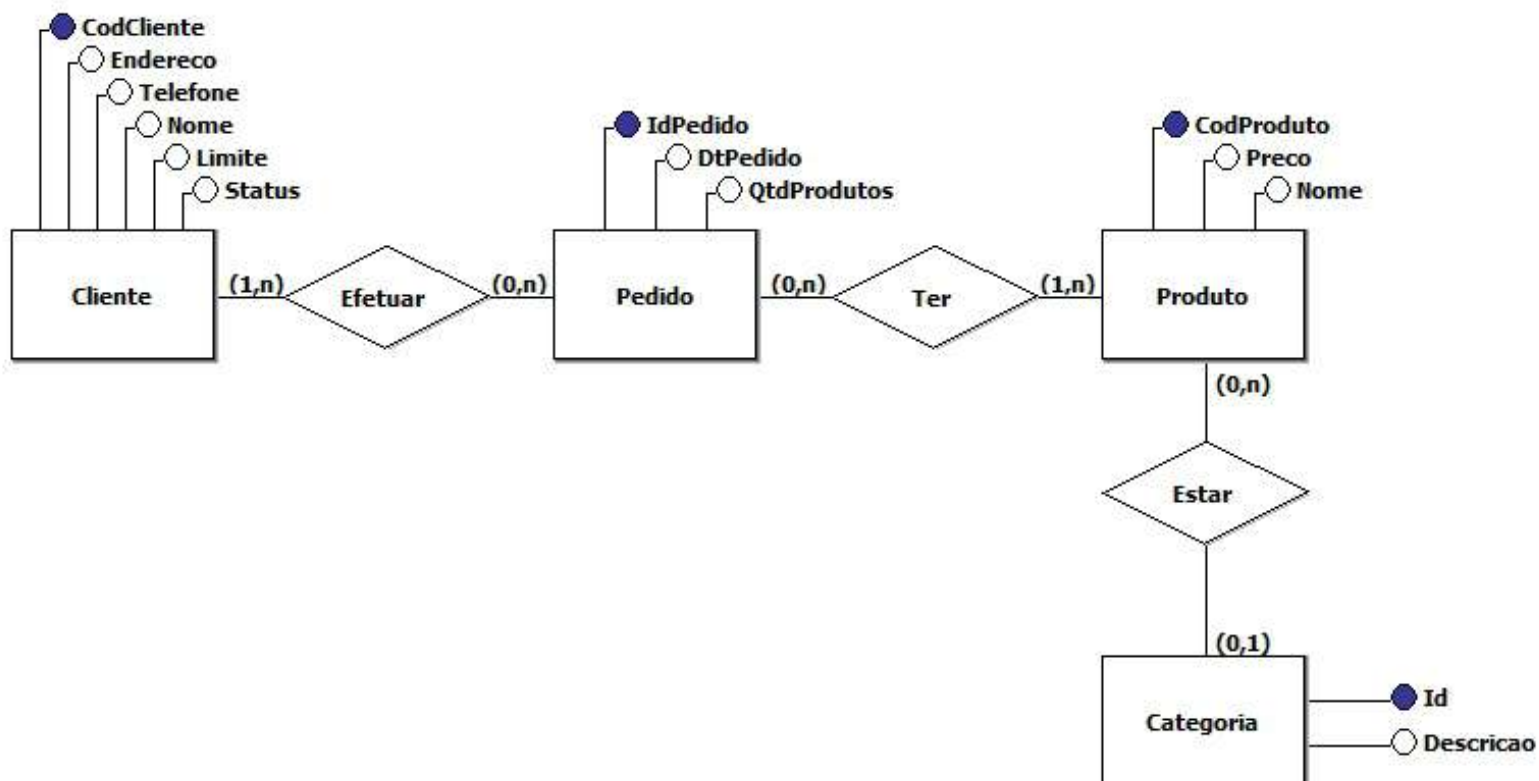 CodCliente
Endereco
Telefone
Nome
Limite
Status
IdPedido
DtPedido
QtdProdutos
CodProduto
Preco
Nome
Cliente
(1,n)
Efetuar
(0,n)
Pedido
(0,n)
Ter
(1,n)
Produto
(0,n)
Estar
(0,1)
Categoria
Id
Descricao